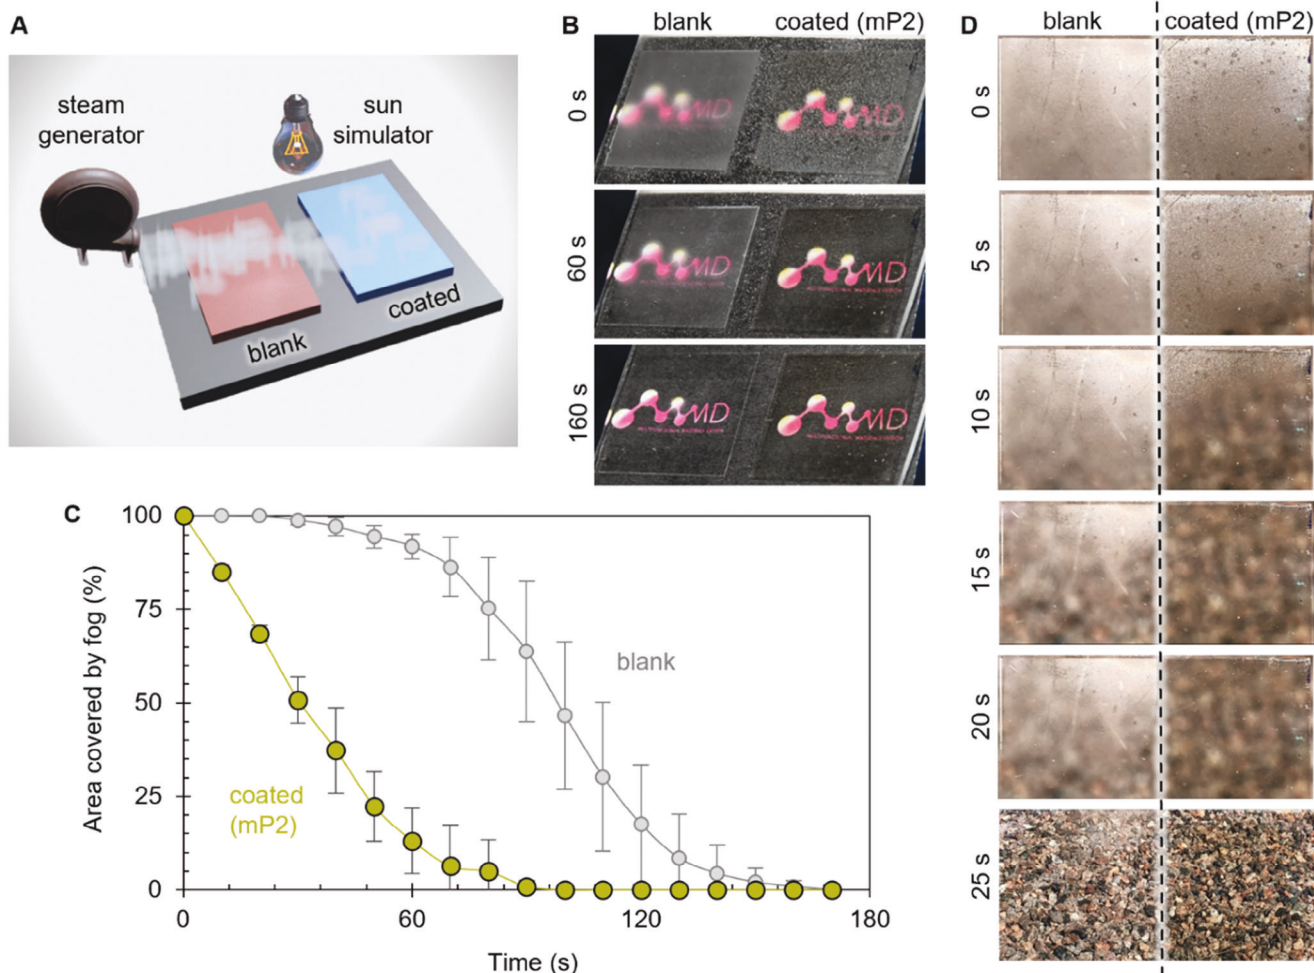 A
steam
generator
sun
simulator
blank
coated
B
blank
coated (mP2)
0 s
MD
MD
60 s
MD
MD
160 s
MD
MD
C
Area covered by fog (%)
100
75
50
25
0
blank
coated
(mP2)
0
60
120
180
Time (s)
D
blank
coated (mP2)
0 s
5 s
10 s
15 s
20 s
25 s